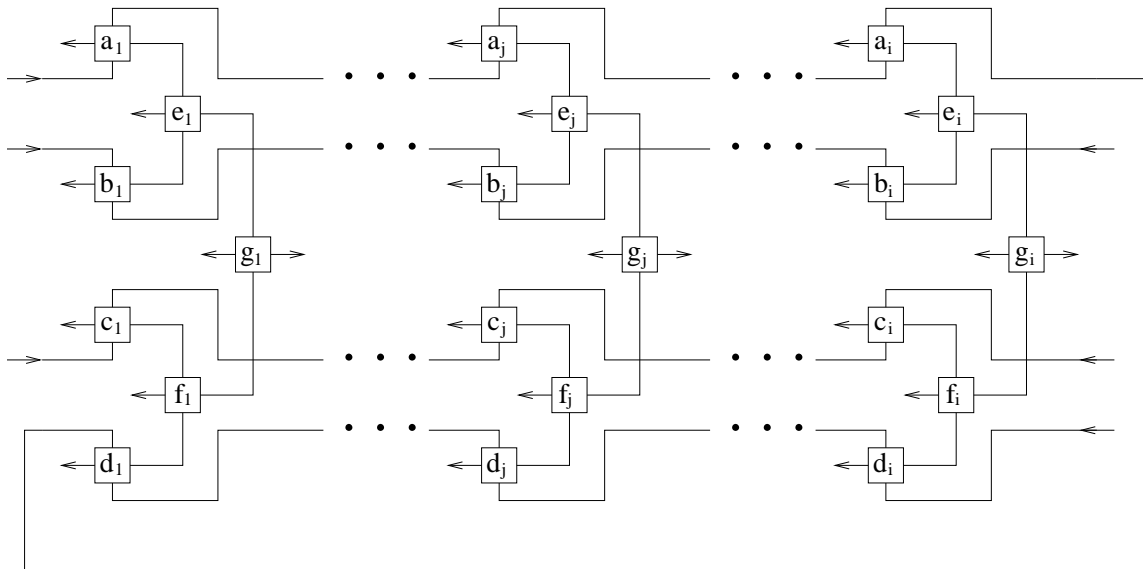 a₁ aⱼ aᵢ
e₁ eⱼ eᵢ
b₁ bⱼ bᵢ
g₁ gⱼ gᵢ
c₁ cⱼ cᵢ
f₁ fⱼ fᵢ
d₁ dⱼ dᵢ